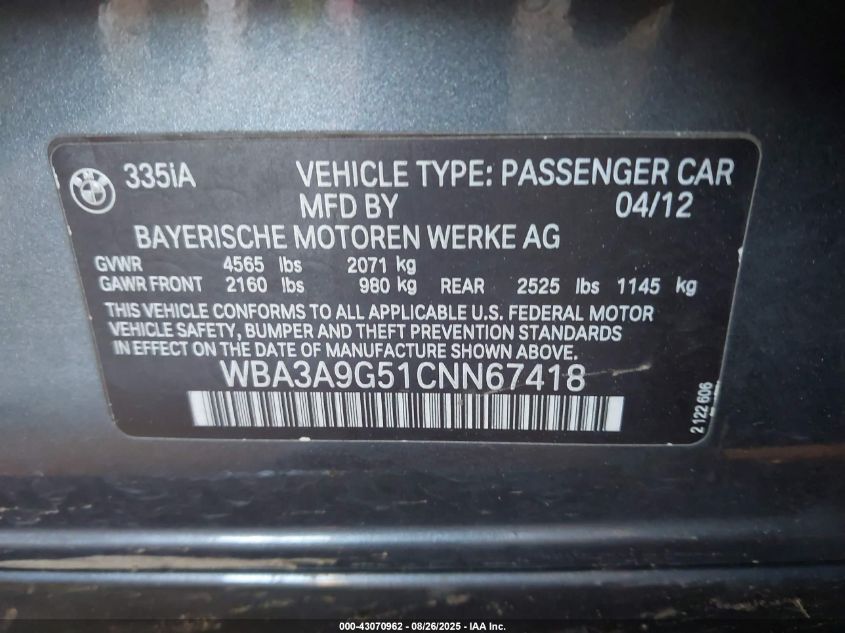 335iA VEHICLE TYPE: PASSENGER CAR
MFD BY 04/12
BAYERISCHE MOTOREN WERKE AG
GVWR 4565 lbs 2071 kg
GAWR FRONT 2160 lbs 980 kg REAR 2525 lbs 1145 kg
THIS VEHICLE CONFORMS TO ALL APPLICABLE U.S. FEDERAL MOTOR
VEHICLE SAFETY, BUMPER AND THEFT PREVENTION STANDARDS
IN EFFECT ON THE DATE OF MANUFACTURE SHOWN ABOVE.
WBA3A9G51CNN67418
2 122 606
000-43070962 - 08/26/2025 - IAA Inc.